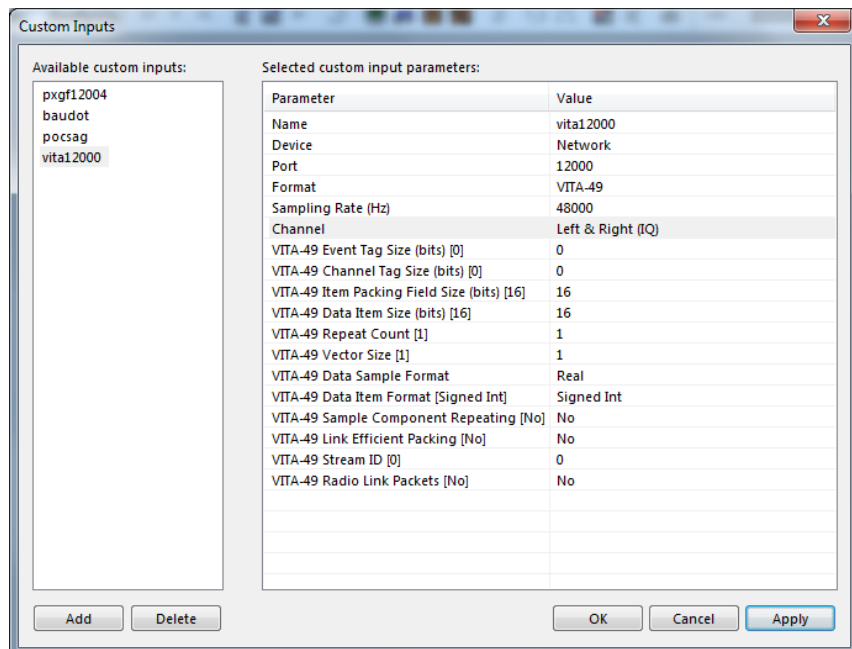 Custom Inputs
Available custom inputs:
Selected custom input parameters:
pxgf12004
baudot
pocsag
vita12000
Parameter Value
Name vita12000
Device Network
Port 12000
Format VITA-49
Sampling Rate (Hz) 48000
Channel Left & Right (IQ)
VITA-49 Event Tag Size (bits) [0] 0
VITA-49 Channel Tag Size (bits) [0] 0
VITA-49 Item Packing Field Size (bits) [16] 16
VITA-49 Data Item Size (bits) [16] 16
VITA-49 Repeat Count [1] 1
VITA-49 Vector Size [1] 1
VITA-49 Data Sample Format Real
VITA-49 Data Item Format [Signed Int] Signed Int
VITA-49 Sample Component Repeating [No] No
VITA-49 Link Efficient Packing [No] No
VITA-49 Stream ID [0] 0
VITA-49 Radio Link Packets [No] No
Add Delete OK Cancel Apply